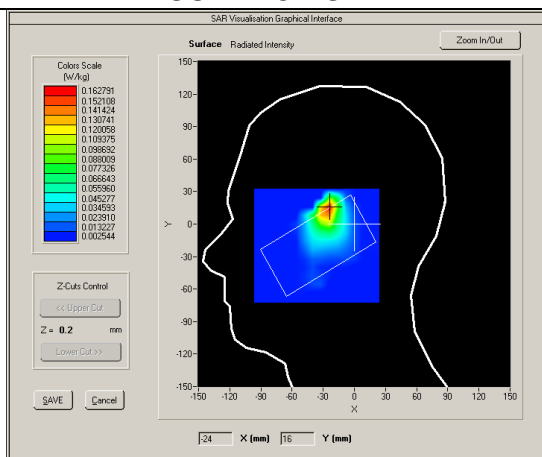 SAR Visualisation Graphical Interface
Surface Radiated Intensity
Zoom In/Out
Colors Scale
(W/kg)
0.162791
0.152108
0.141424
0.130741
0.120058
0.109375
0.098692
0.088009
0.077326
0.066643
0.055960
0.045277
0.034593
0.023910
0.013227
0.002544
Z-Cuts Control
<< Upper Cut
Z = 0.2 mm
Lower Cut >>
SAVE Cancel
150-
120-
90-
60-
30-
0-
-30-
-60-
-90-
-120-
-150-
Y
-150 -120 -90 -60 -30 0 30 60 90 120 150
X
-24 X (mm) 16 Y (mm)